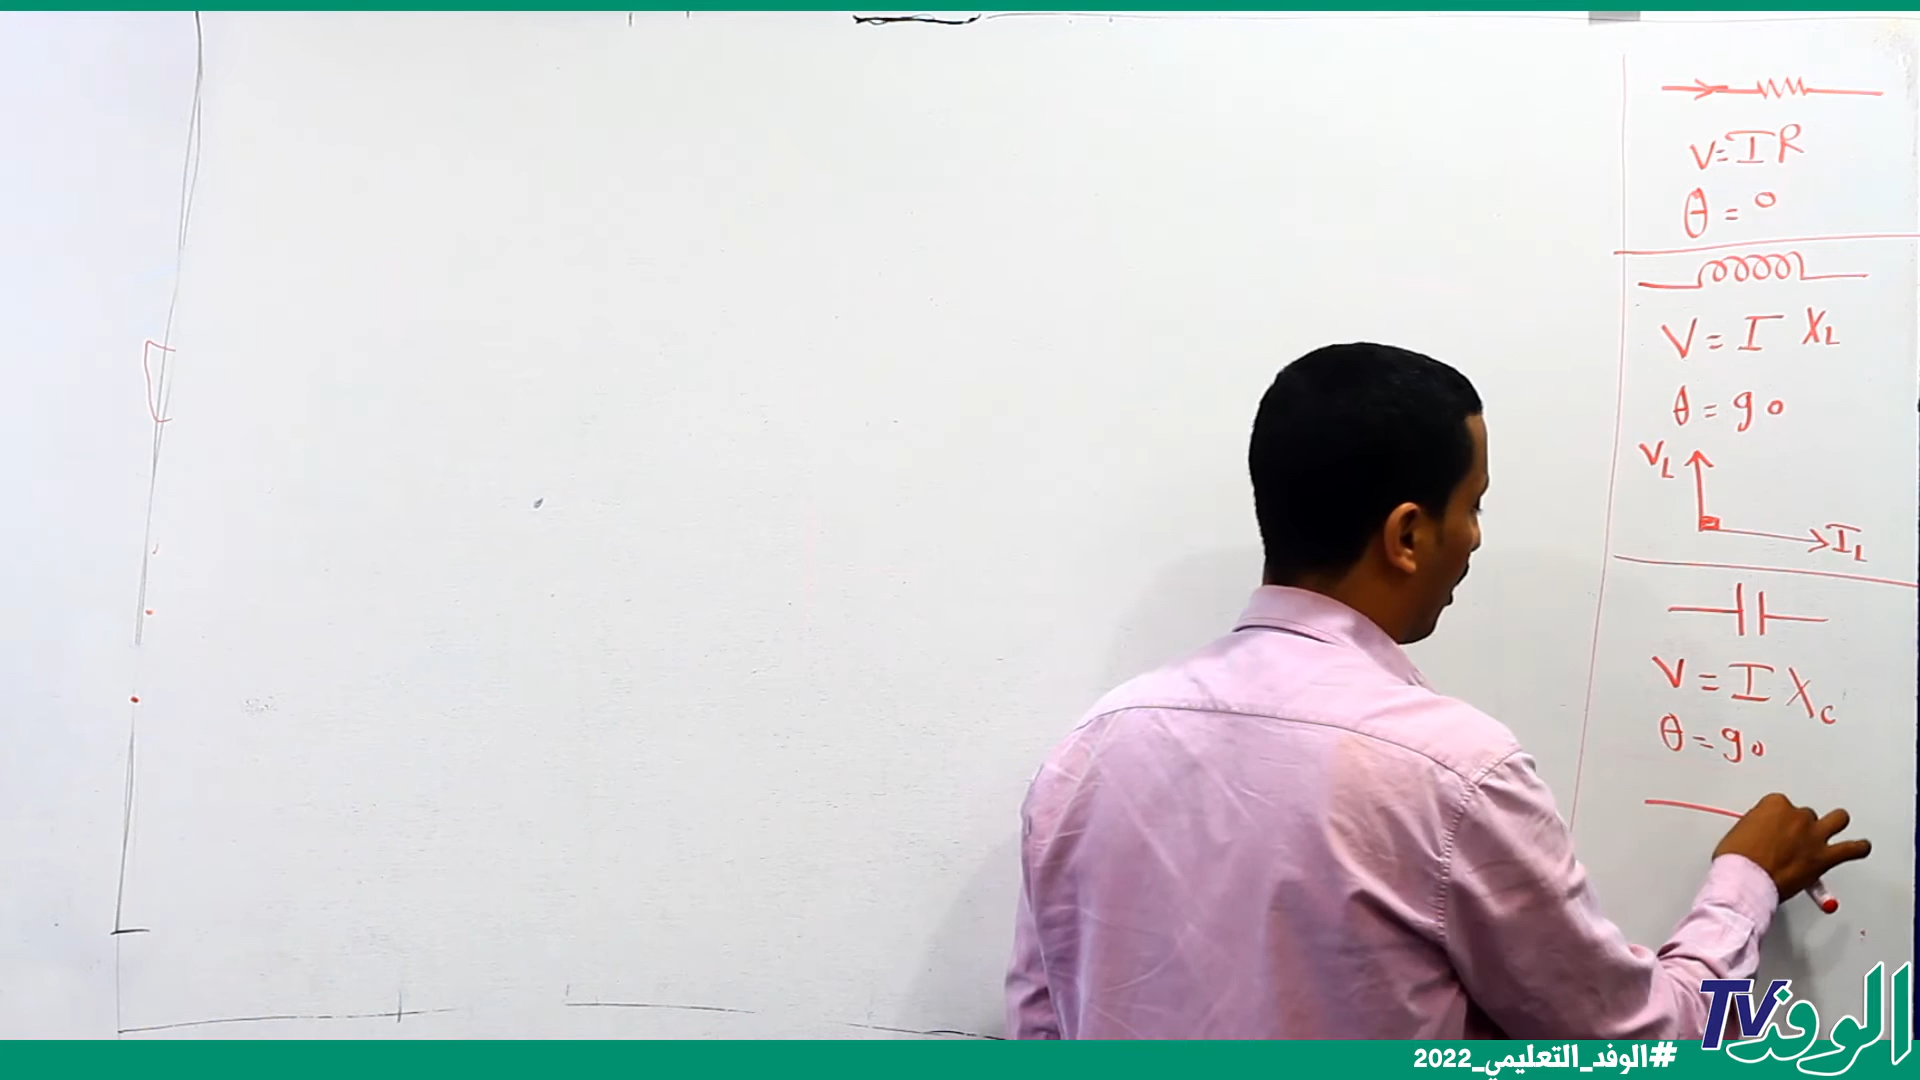 V=IR
θ=0
V=I XL
θ=90
VL
IL
V=I Xc
θ=90
الوفد TV
#الوفد_التعليمي_2022